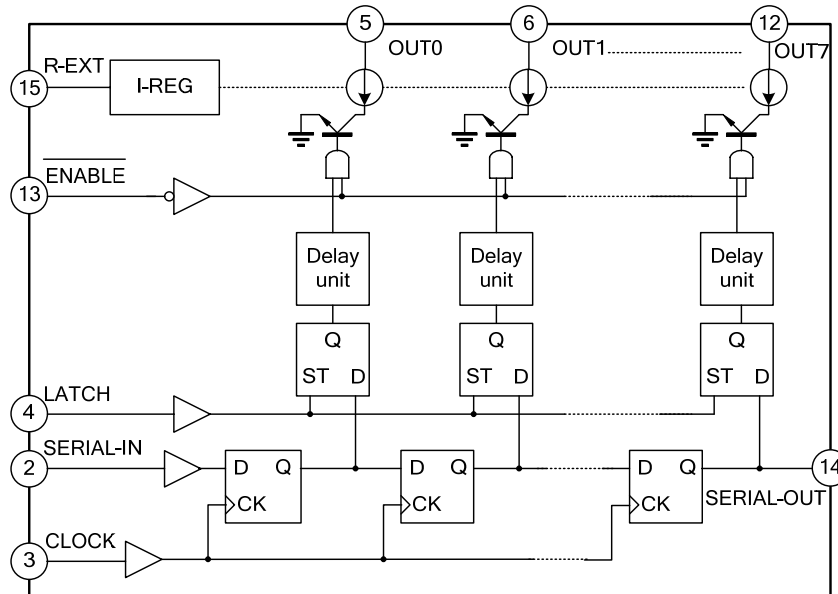 5 6 12
OUT0 OUT1 OUT7
R-EXT
15 I-REG
ENABLE
13
Delay unit Delay unit Delay unit
Q Q Q
ST D ST D ST D
LATCH
4
SERIAL-IN
2 D Q D Q D Q 14
CK CK CK SERIAL-OUT
CLOCK
3